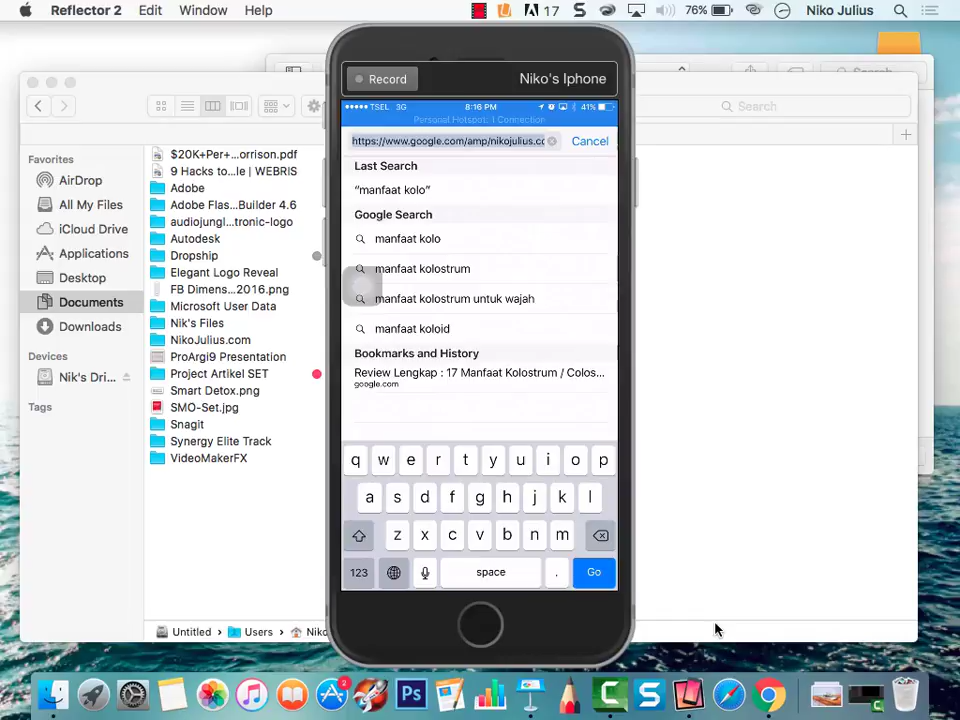 Reflector 2 Edit Window Help 17 S 76% Niko Julius
Search
Search
Record Niko's Iphone
TSEL 3G 8:16 PM 41%
Personal Hotspot: 1 Connection
https://www.google.com/amp/nikojulius.co Cancel
Last Search
“manfaat kolo”
Google Search
manfaat kolo
manfaat kolostrum
manfaat kolostrum untuk wajah
manfaat koloid
Bookmarks and History
Review Lengkap : 17 Manfaat Kolostrum / Colos...
google.com
q w e r t y u i o p
a s d f g h j k l
z x c v b n m
123 space . Go
Favorites
AirDrop
All My Files
iCloud Drive
Applications
Desktop
Documents
Downloads
Devices
Nik's Dri...
Tags
$20K+Per+...orrison.pdf
9 Hacks to...le | WEBRIS
Adobe
Adobe Flas...Builder 4.6
audiojungl...tronic-logo
Autodesk
Dropship
Elegant Logo Reveal
FB Dimens...2016.png
Microsoft User Data
Nik's Files
NikoJulius.com
ProArgi9 Presentation
Project Artikel SET
Smart Detox.png
SMO-Set.jpg
Snagit
Synergy Elite Track
VideoMakerFX
Untitled Users Niko
2 Ps C S C